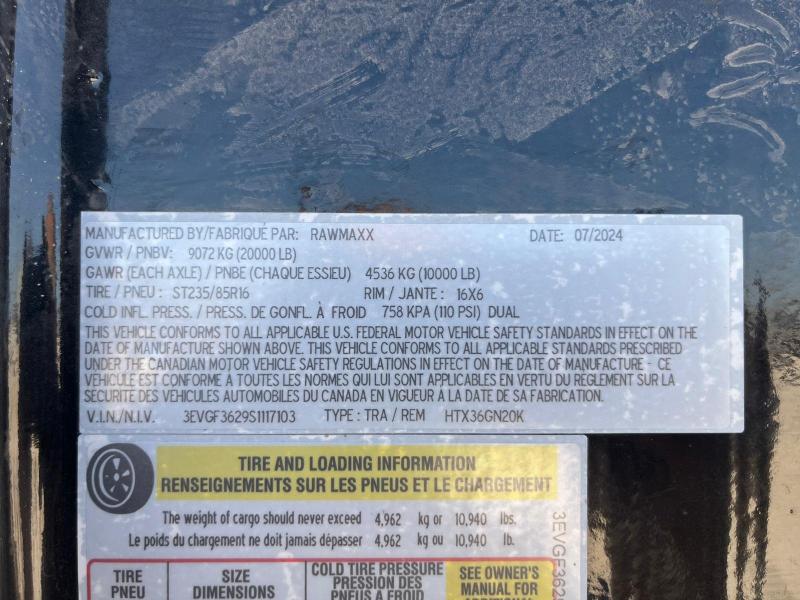 MANUFACTURED BY/FABRIQUÉ PAR: RAWMAXX DATE: 07/2024
GVWR / PNBV: 9072 KG (20000 LB)
GAWR (EACH AXLE) / PNBE (CHAQUE ESSIEU) 4536 KG (10000 LB)
TIRE / PNEU : ST235/85R16 RIM / JANTE : 16X6
COLD INFL. PRESS. / PRESS. DE GONFL. À FROID 758 KPA (110 PSI) DUAL
THIS VEHICLE CONFORMS TO ALL APPLICABLE U.S. FEDERAL MOTOR VEHICLE SAFETY STANDARDS IN EFFECT ON THE
DATE OF MANUFACTURE SHOWN ABOVE. THIS VEHICLE CONFORMS TO ALL APPLICABLE STANDARDS PRESCRIBED
UNDER THE CANADIAN MOTOR VEHICLE SAFETY REGULATIONS IN EFFECT ON THE DATE OF MANUFACTURE - CE
VÉHICULE EST CONFORME À TOUTES LES NORMES QUI LUI SONT APPLICABLES EN VERTU DU RÈGLEMENT SUR LA
SÉCURITÉ DES VÉHICULES AUTOMOBILES DU CANADA EN VIGUEUR À LA DATE DE SA FABRICATION.
V.I.N./N.I.V. 3EVGF3629S1117103 TYPE : TRA / REM HTX36GN20K
TIRE AND LOADING INFORMATION
RENSEIGNEMENTS SUR LES PNEUS ET LE CHARGEMENT
The weight of cargo should never exceed 4,962 kg or 10,940 lbs.
Le poids du chargement ne doit jamais dépasser 4,962 kg ou 10,940 lb.
3EVGF362
TIRE SIZE COLD TIRE PRESSURE SEE OWNER'S
PNEU DIMENSIONS PRESSION DES MANUAL FOR
PNEUS A FROID ADDITIONAL